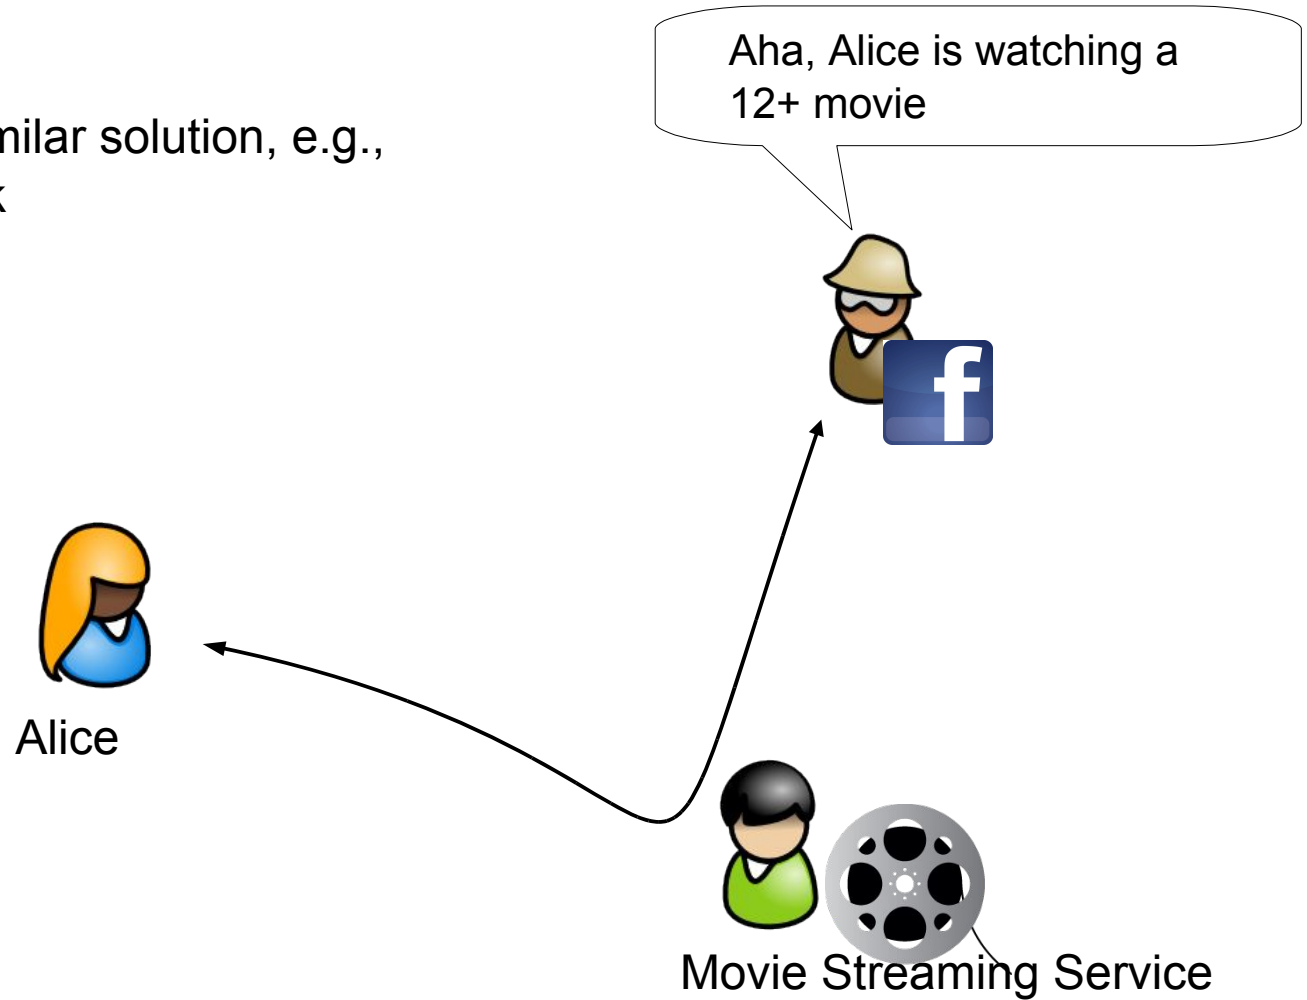 Aha, Alice is watching a
12+ movie
milar solution, e.g.,
k
f
Alice
Movie Streaming Service